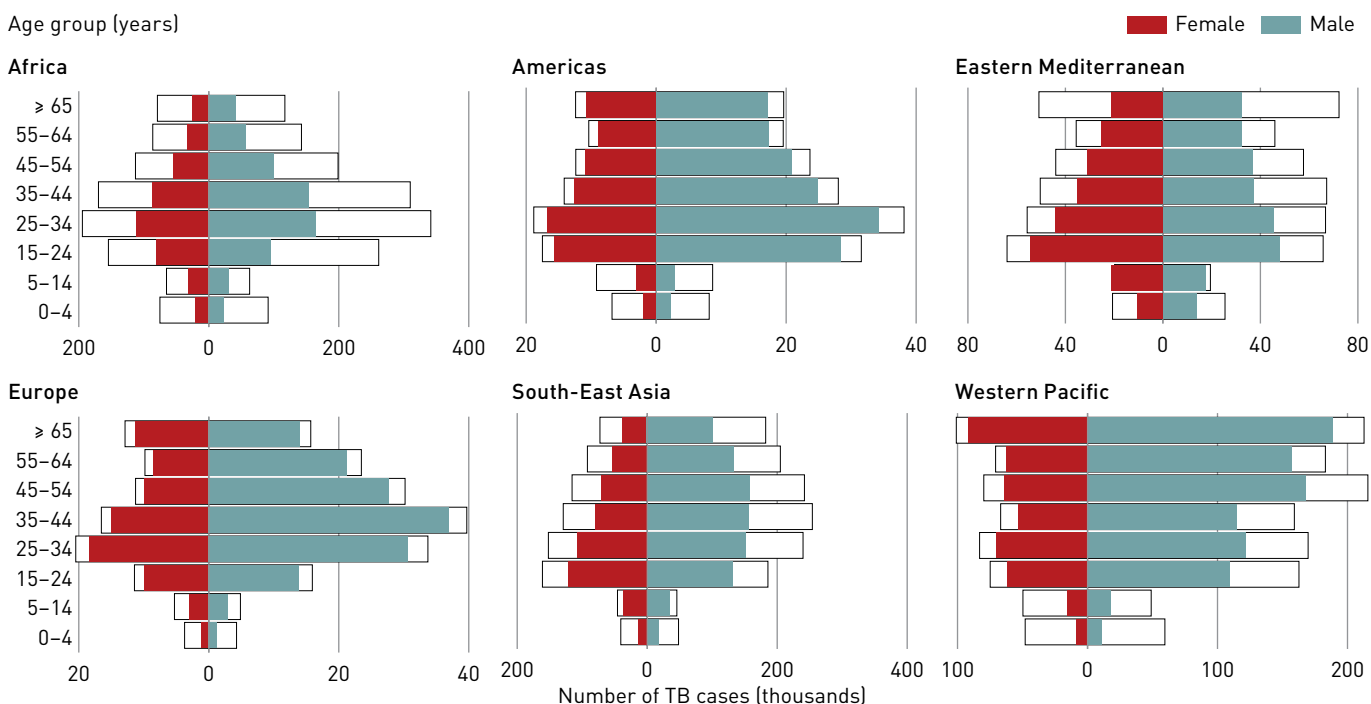 Age group (years)
Female Male
Africa
Americas
Eastern Mediterranean
⩾ 65
55–64
45–54
35–44
25–34
15–24
5–14
0–4
200 0 200 400
20 0 20 40
80 40 0 40 80
Europe
South-East Asia
Western Pacific
⩾ 65
55–64
45–54
35–44
25–34
15–24
5–14
0–4
20 0 20 40
200 0 200 400
100 0 100 200
Number of TB cases (thousands)